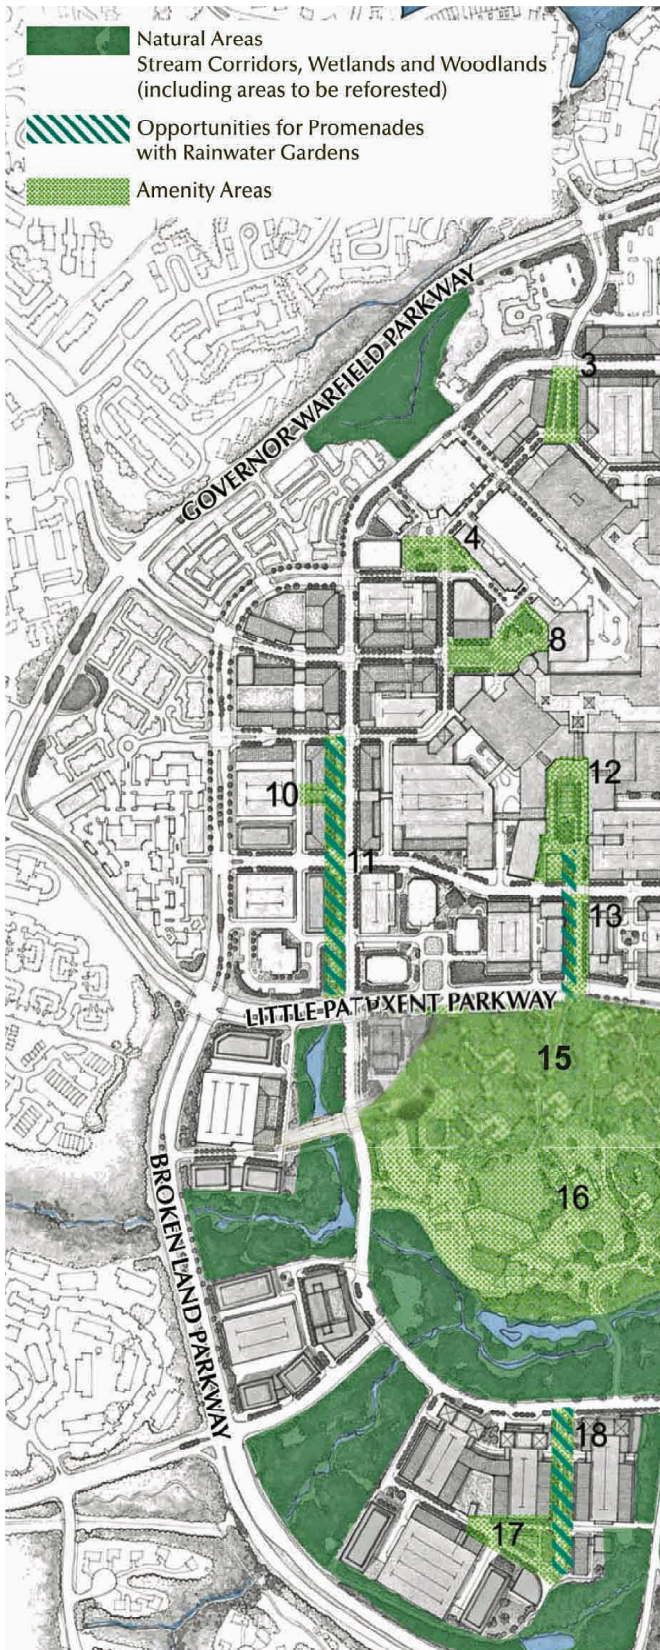 Natural Areas
Stream Corridors, Wetlands and Woodlands
(including areas to be reforested)
Opportunities for Promenades
with Rainwater Gardens
Amenity Areas
GOVERNOR WARFIELD PARKWAY
3
4
8
10
12
11
13
LITTLE PATUXENT PARKWAY
15
16
BROKEN LAND PARKWAY
18
17